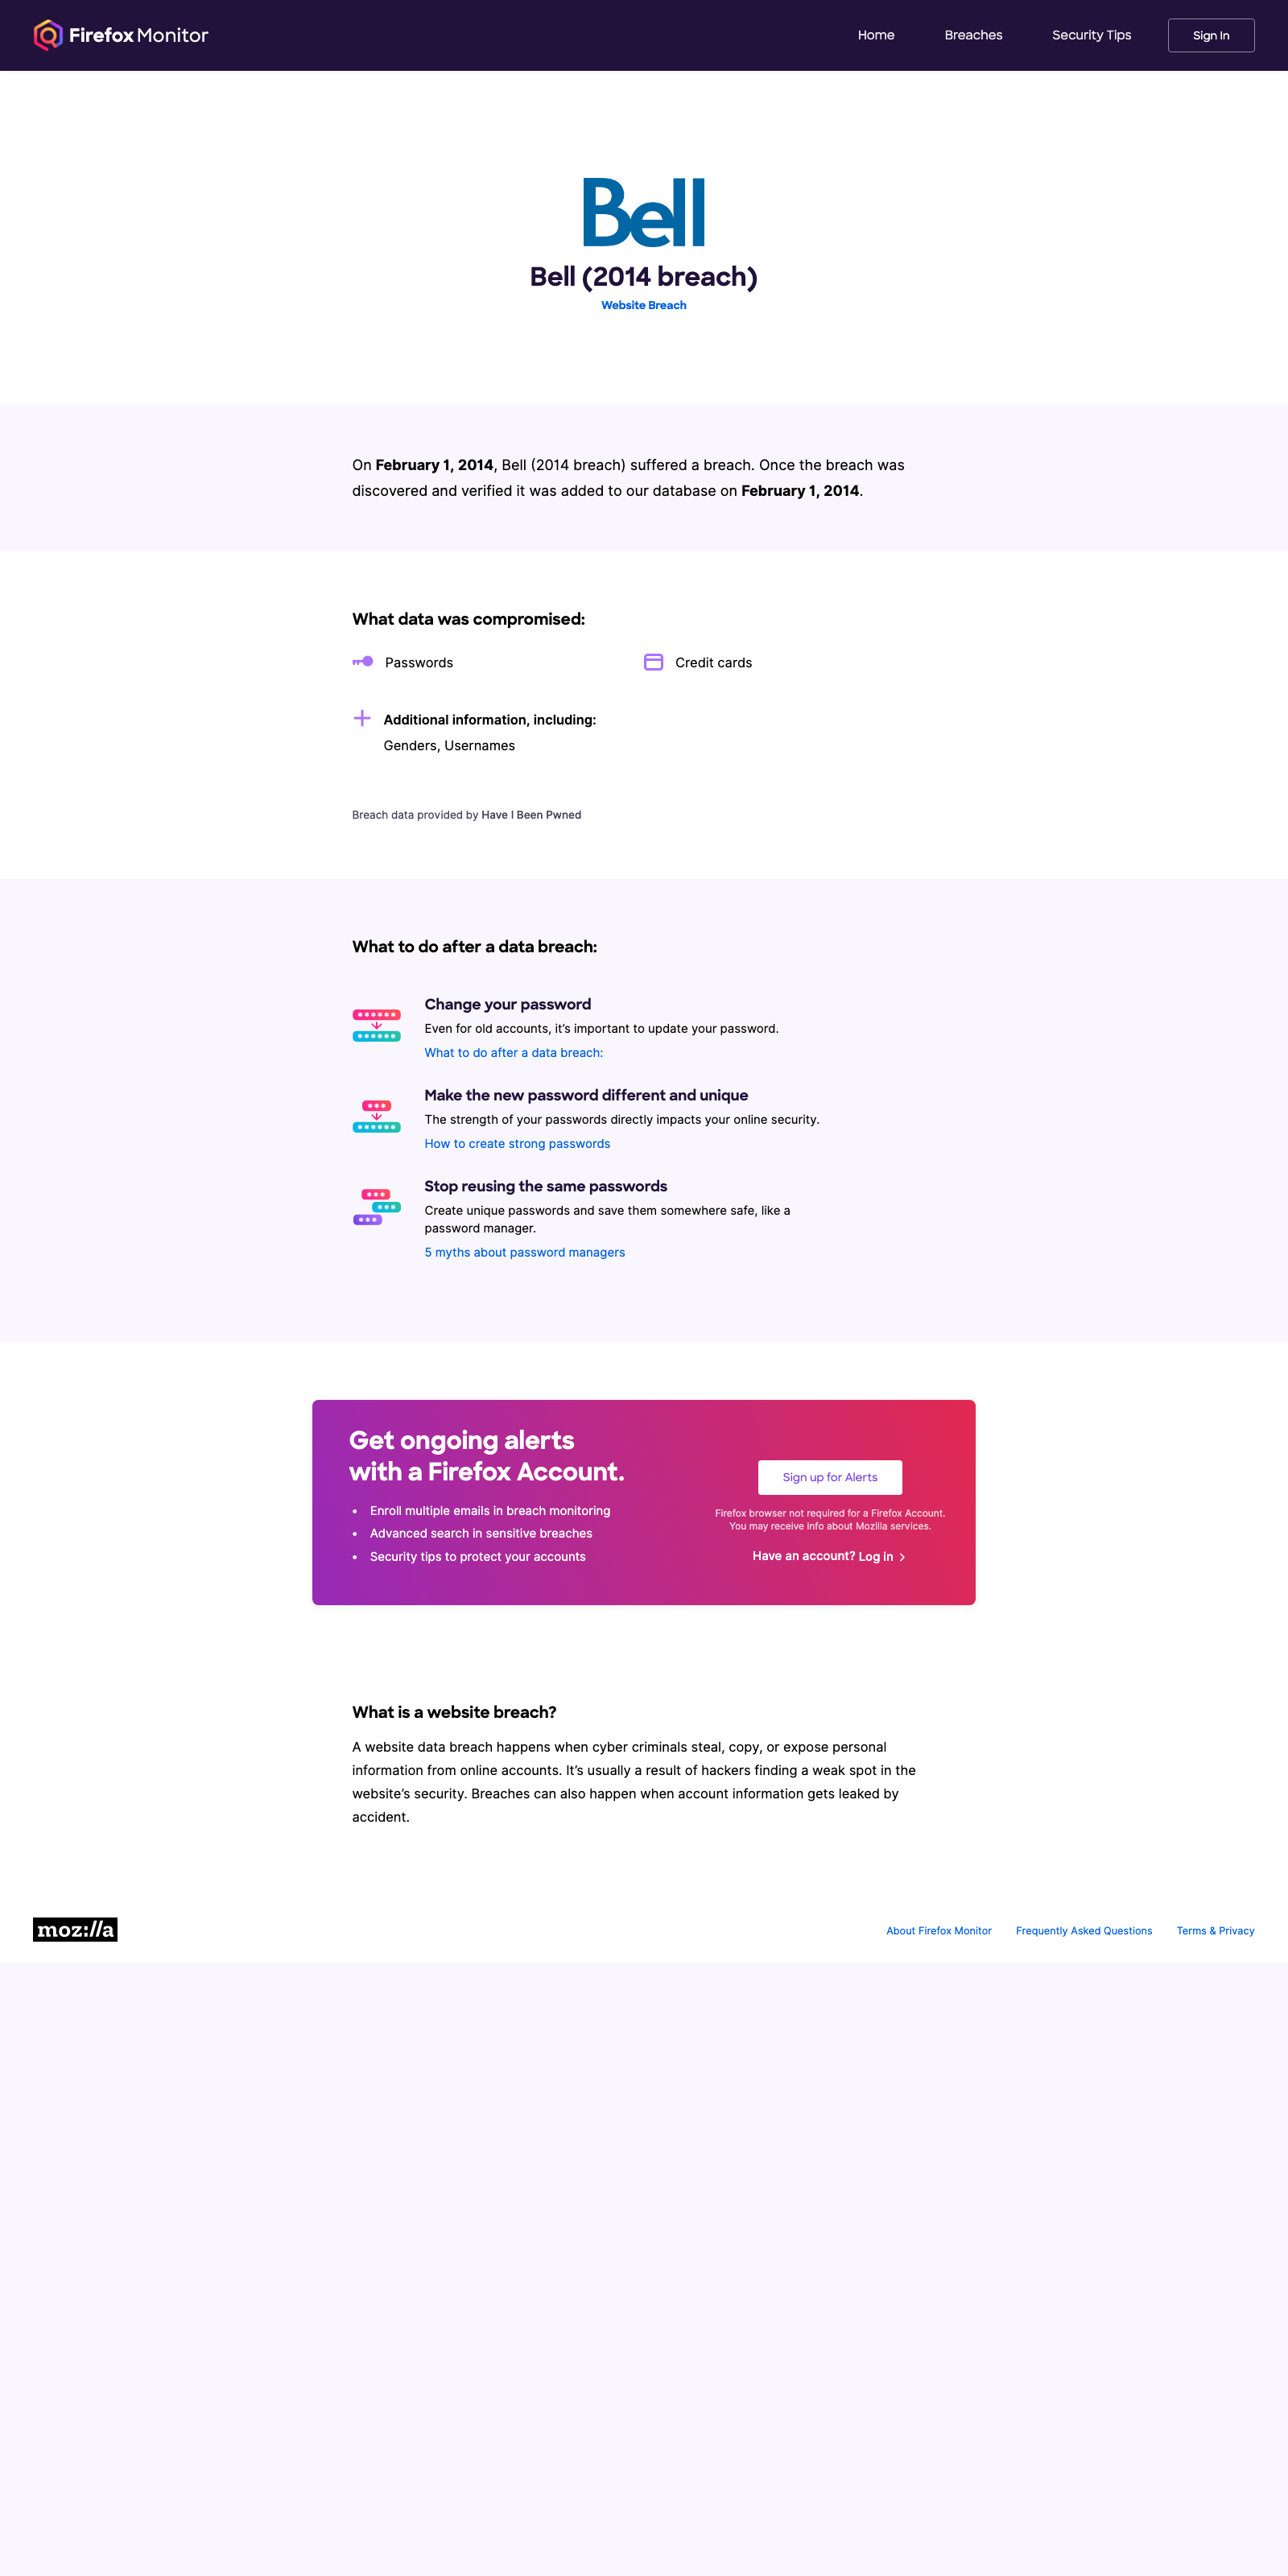 Firefox Monitor
Home
Breaches
Security Tips
Sign In
Bell
Bell (2014 breach)
Website Breach
On February 1, 2014, Bell (2014 breach) suffered a breach. Once the breach was
discovered and verified it was added to our database on February 1, 2014.
What data was compromised:
Passwords
Credit cards
Additional information, including:
Genders, Usernames
Breach data provided by Have I Been Pwned
What to do after a data breach:
Change your password
Even for old accounts, it’s important to update your password.
What to do after a data breach:
Make the new password different and unique
The strength of your passwords directly impacts your online security.
How to create strong passwords
Stop reusing the same passwords
Create unique passwords and save them somewhere safe, like a
password manager.
5 myths about password managers
Get ongoing alerts
with a Firefox Account.
• Enroll multiple emails in breach monitoring
• Advanced search in sensitive breaches
• Security tips to protect your accounts
Sign up for Alerts
Firefox browser not required for a Firefox Account.
You may receive info about Mozilla services.
Have an account? Log in
What is a website breach?
A website data breach happens when cyber criminals steal, copy, or expose personal
information from online accounts. It’s usually a result of hackers finding a weak spot in the
website’s security. Breaches can also happen when account information gets leaked by
accident.
moz://a
About Firefox Monitor
Frequently Asked Questions
Terms & Privacy